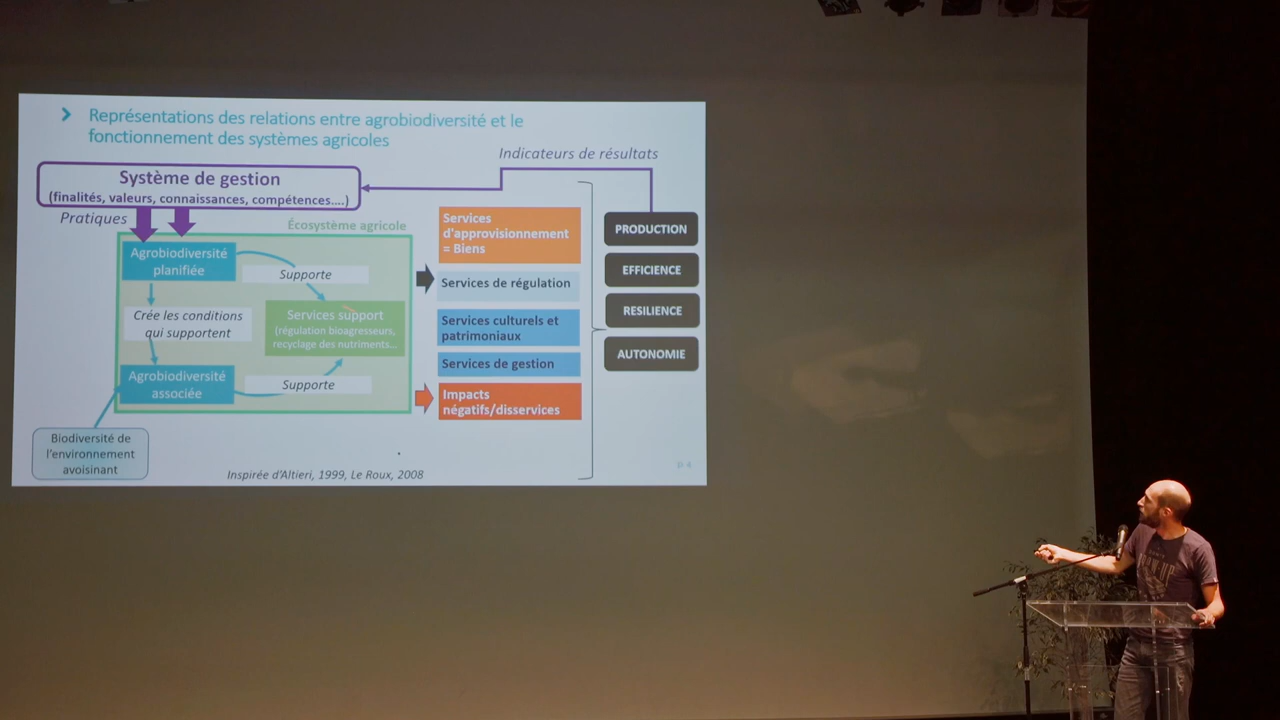 Représentations des relations entre agrobiodiversité et le
fonctionnement des systèmes agricoles
Indicateurs de résultats
Système de gestion
(finalités, valeurs, connaissances, compétences....)
Pratiques
Écosystème agricole
Agrobiodiversité
planifiée
Supporte
Crée les conditions
qui supportent
Services support
(régulation bioagresseurs,
recyclage des nutriments...
Agrobiodiversité
associée
Supporte
Biodiversité de
l'environnement
avoisinant
Services
d'approvisionnement
= Biens
Services de régulation
Services culturels et
patrimoniaux
Services de gestion
Impacts
négatifs/disservices
PRODUCTION
EFFICIENCE
RESILIENCE
AUTONOMIE
Inspirée d'Altieri, 1999, Le Roux, 2008